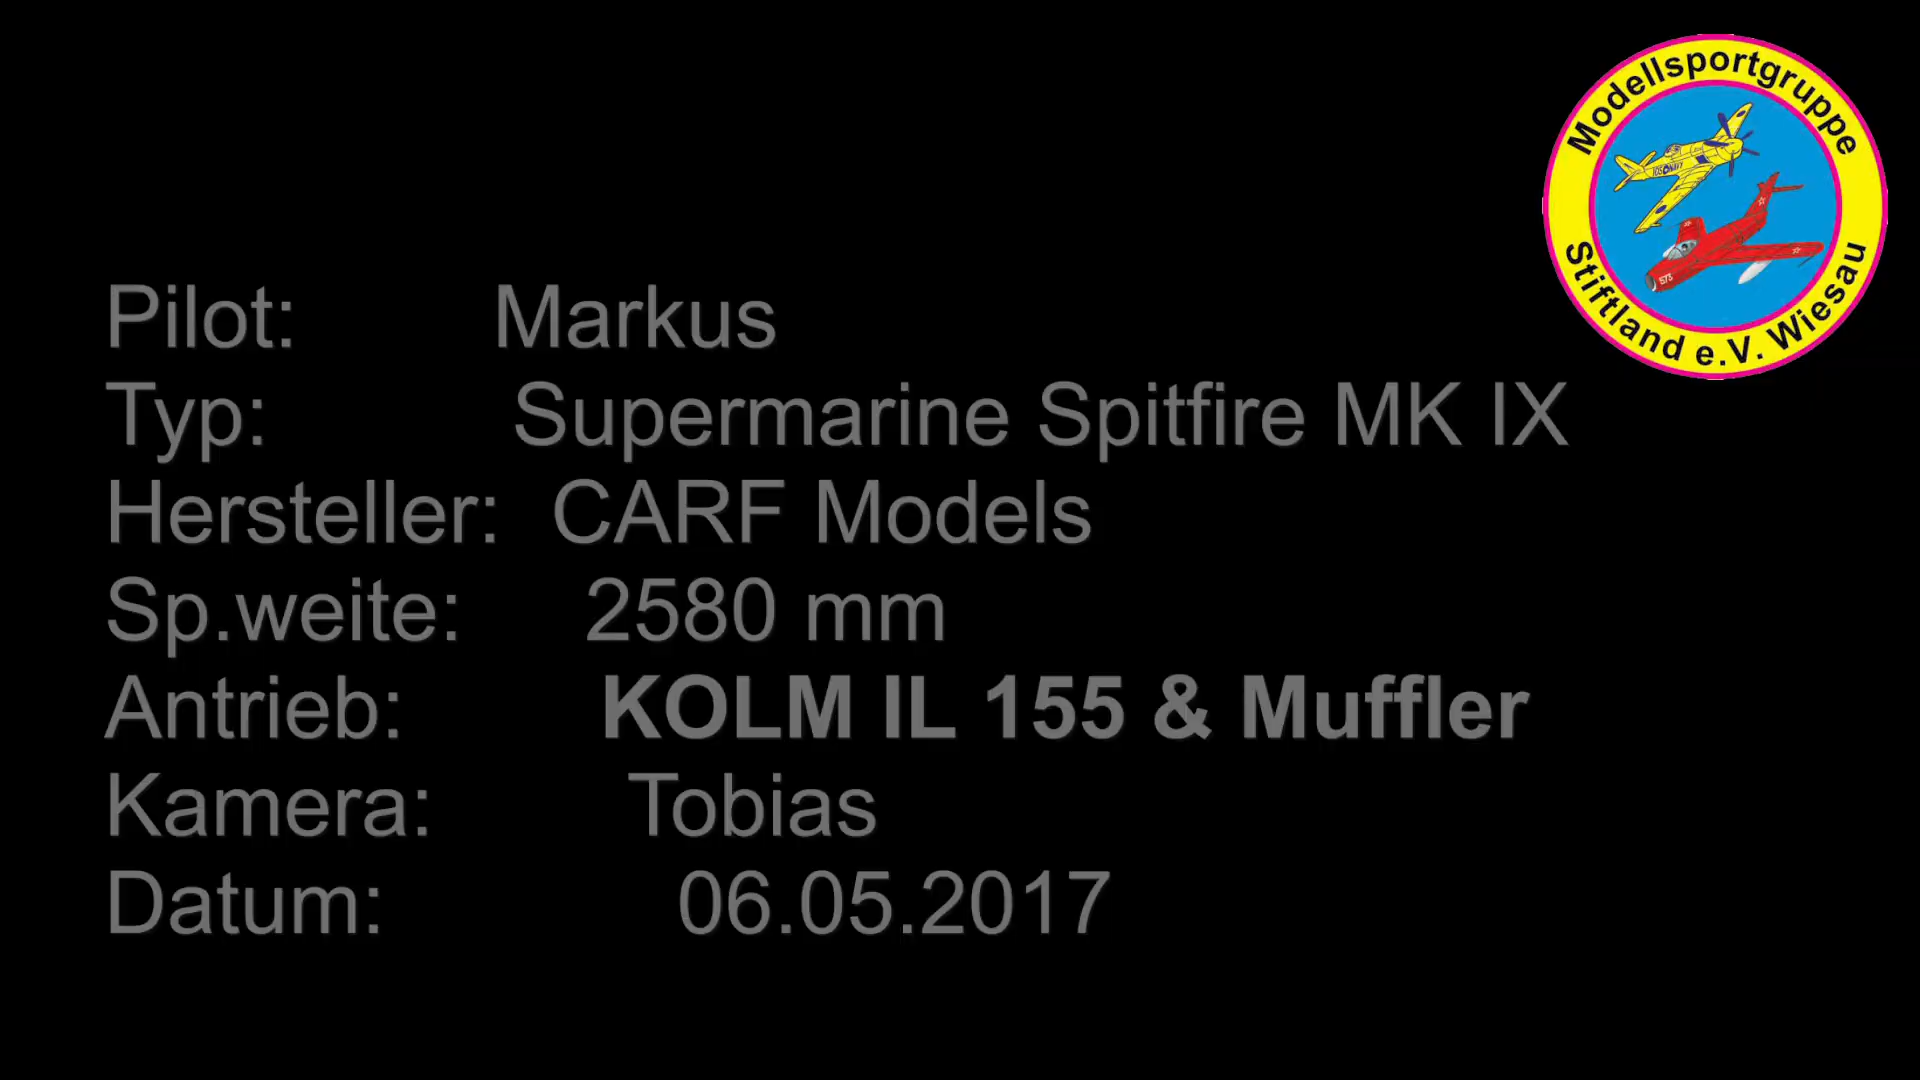 Modellsportgruppe
Stiftland e.V. Wiesau
573
Pilot: Markus
Typ: Supermarine Spitfire MK IX
Hersteller: CARF Models
Sp.weite: 2580 mm
Antrieb: KOLM IL 155 & Muffler
Kamera: Tobias
Datum: 06.05.2017